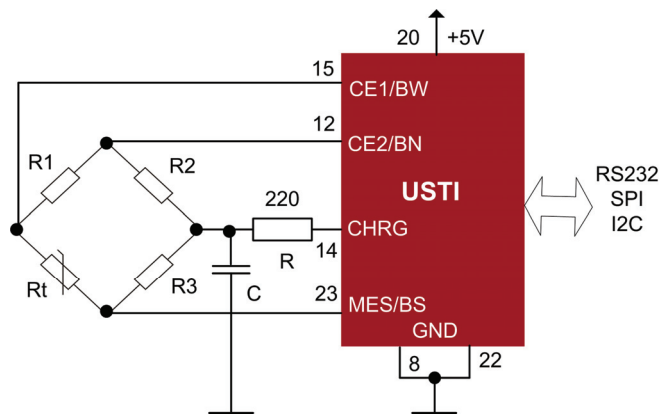 20 +5V
15
CE1/BW
12
CE2/BN
R1
R2
USTI
RS232
SPI
I2C
220
CHRG
14
R
Rt
R3
C
23
MES/BS
GND
8
22